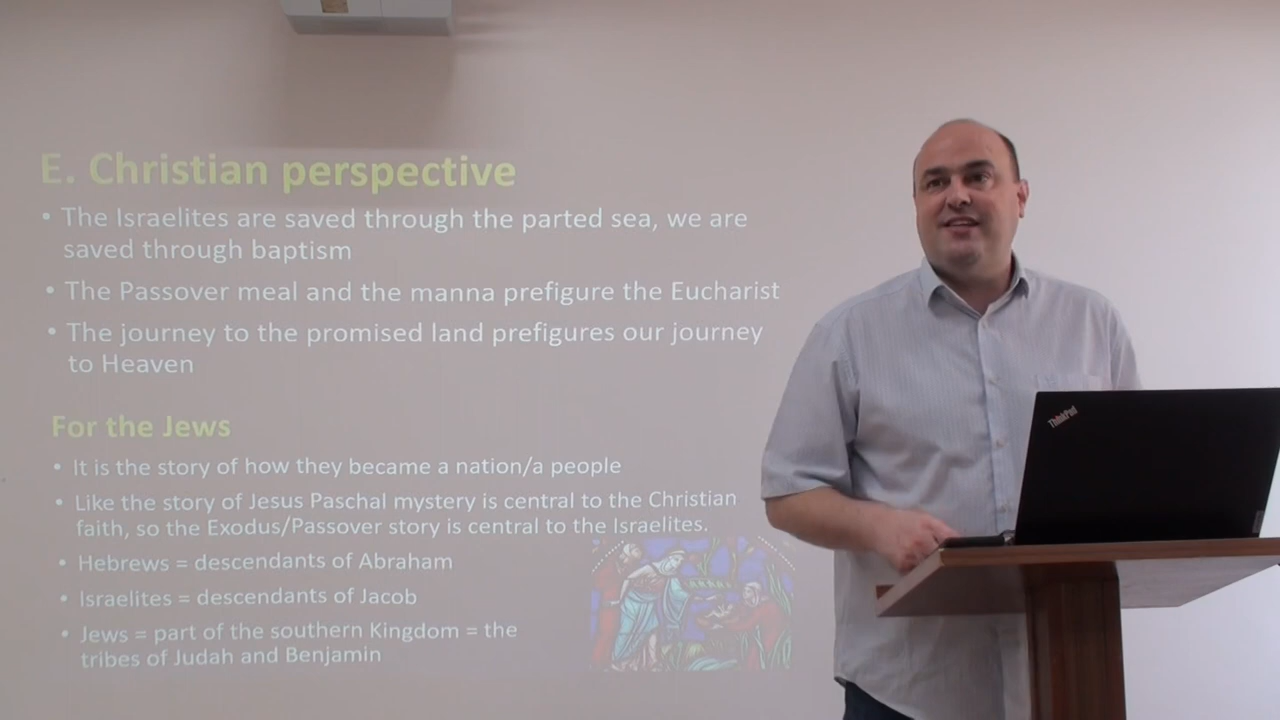 E. Christian perspective
• The Israelites are saved through the parted sea, we are
saved through baptism
• The Passover meal and the manna prefigure the Eucharist
• The journey to the promised land prefigures our journey
to Heaven
For the Jews
• It is the story of how they became a nation/a people
• Like the story of Jesus Paschal mystery is central to the Christian
faith, so the Exodus/Passover story is central to the Israelites.
• Hebrews = descendants of Abraham
• Israelites = descendants of Jacob
• Jews = part of the southern Kingdom = the
tribes of Judah and Benjamin
ThinkPad